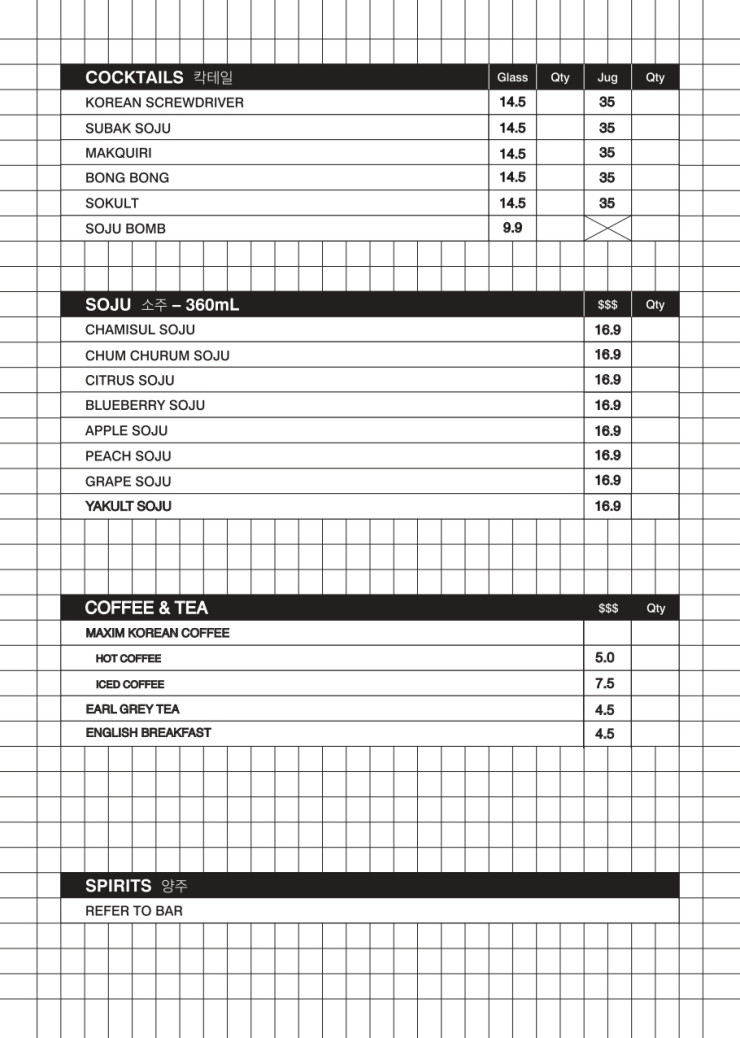 COCKTAILS 칵테일 Glass Qty Jug Qty
KOREAN SCREWDRIVER 14.5 35
SUBAK SOJU 14.5 35
MAKQUIRI 14.5 35
BONG BONG 14.5 35
SOKULT 14.5 35
SOJU BOMB 9.9
SOJU 소주 – 360mL $$$ Qty
CHAMISUL SOJU 16.9
CHUM CHURUM SOJU 16.9
CITRUS SOJU 16.9
BLUEBERRY SOJU 16.9
APPLE SOJU 16.9
PEACH SOJU 16.9
GRAPE SOJU 16.9
YAKULT SOJU 16.9
COFFEE & TEA $$$ Qty
MAXIM KOREAN COFFEE
HOT COFFEE 5.0
ICED COFFEE 7.5
EARL GREY TEA 4.5
ENGLISH BREAKFAST 4.5
SPIRITS 양주
REFER TO BAR